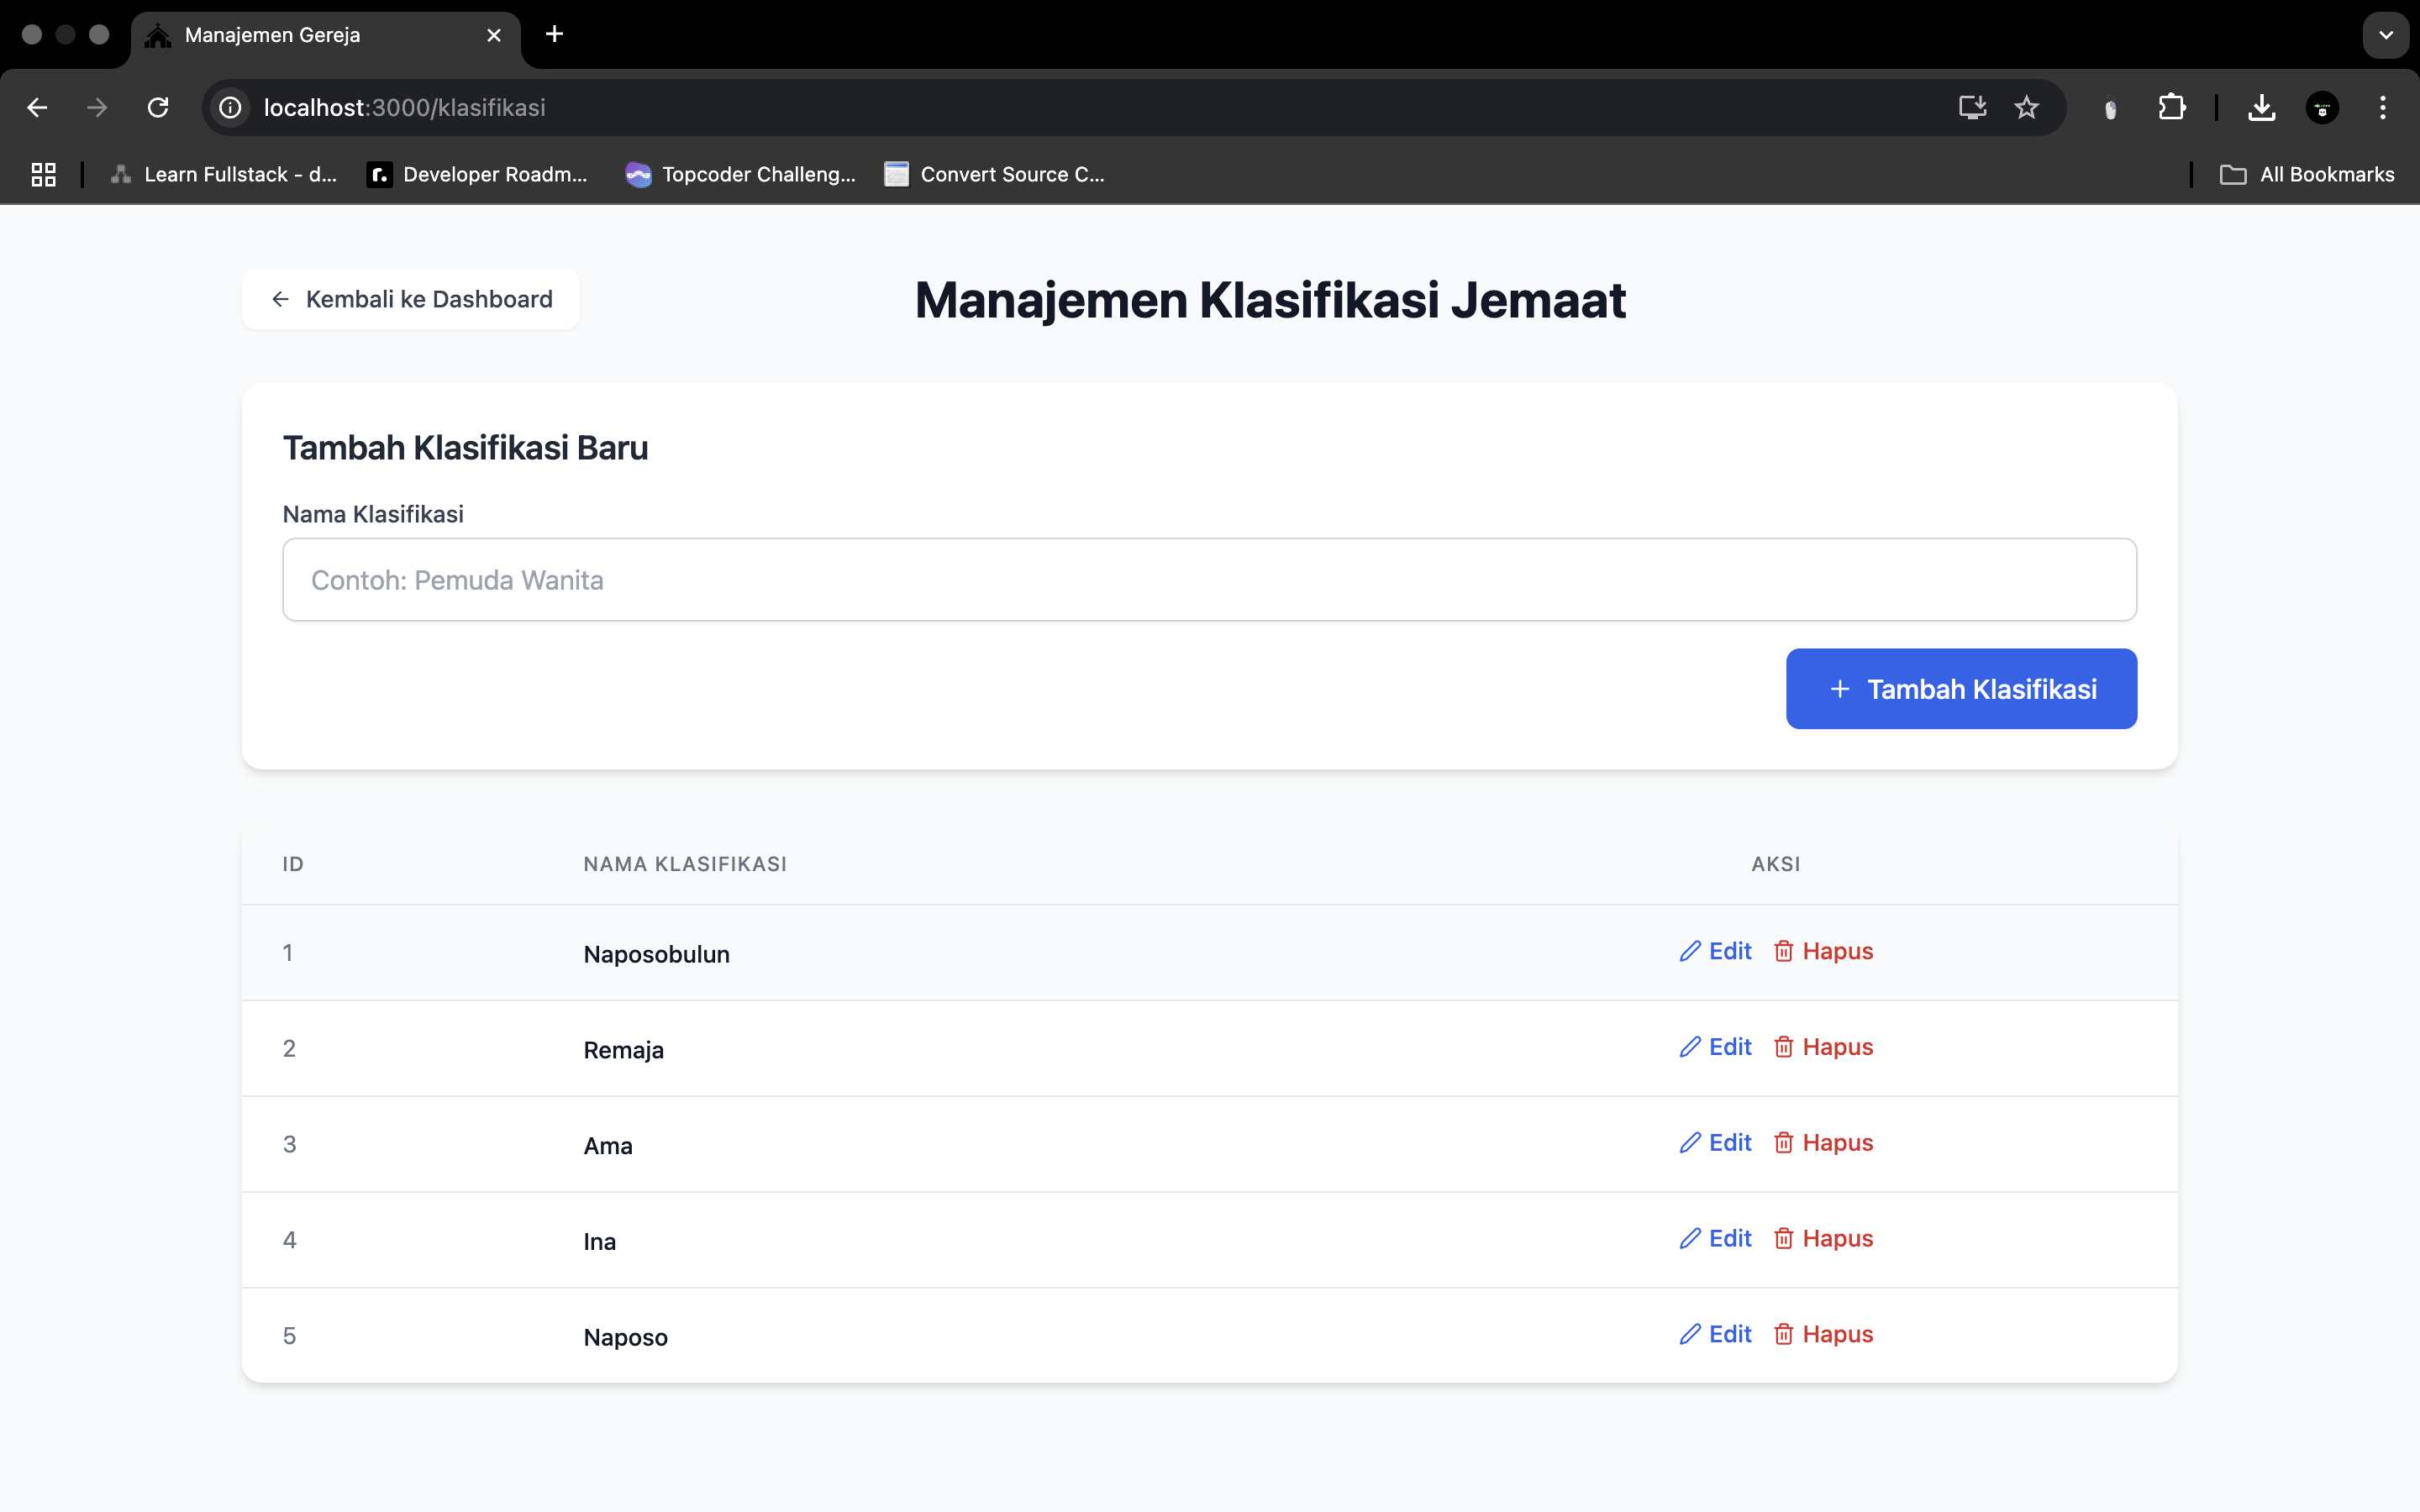 Manajemen Gereja
localhost:3000/klasifikasi
Learn Fullstack - d... Developer Roadm... Topcoder Challeng... Convert Source C... All Bookmarks
Kembali ke Dashboard
Manajemen Klasifikasi Jemaat
Tambah Klasifikasi Baru
Nama Klasifikasi
Contoh: Pemuda Wanita
Tambah Klasifikasi
ID NAMA KLASIFIKASI AKSI
1 Naposobulun Edit Hapus
2 Remaja Edit Hapus
3 Ama Edit Hapus
4 Ina Edit Hapus
5 Naposo Edit Hapus